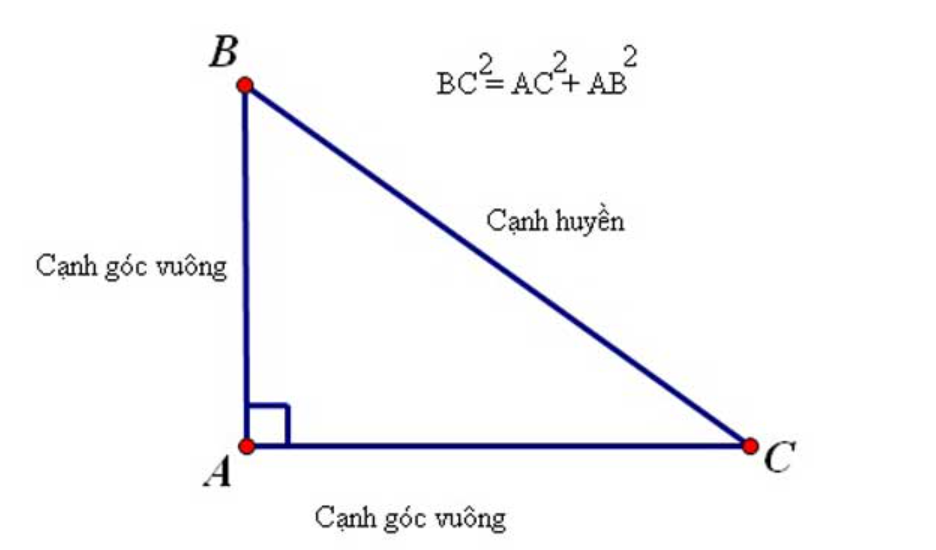 B
BC²= AC²+ AB²
Cạnh huyền
Cạnh góc vuông
A
C
Cạnh góc vuông